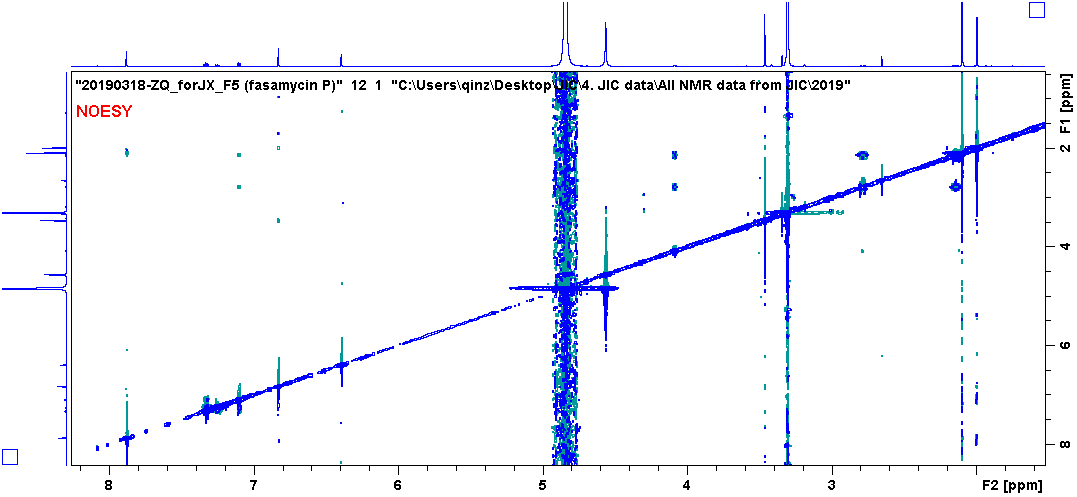 "20190318-ZQ_forJX_F5 (fasamycin P)" 12 1 "C:\Users\qinz\Desktop\JIC\4. JIC data\All NMR data from JIC\2019"
NOESY
F1 [ppm]
2
4
6
8
8 7 6 5 4 3 F2 [ppm]